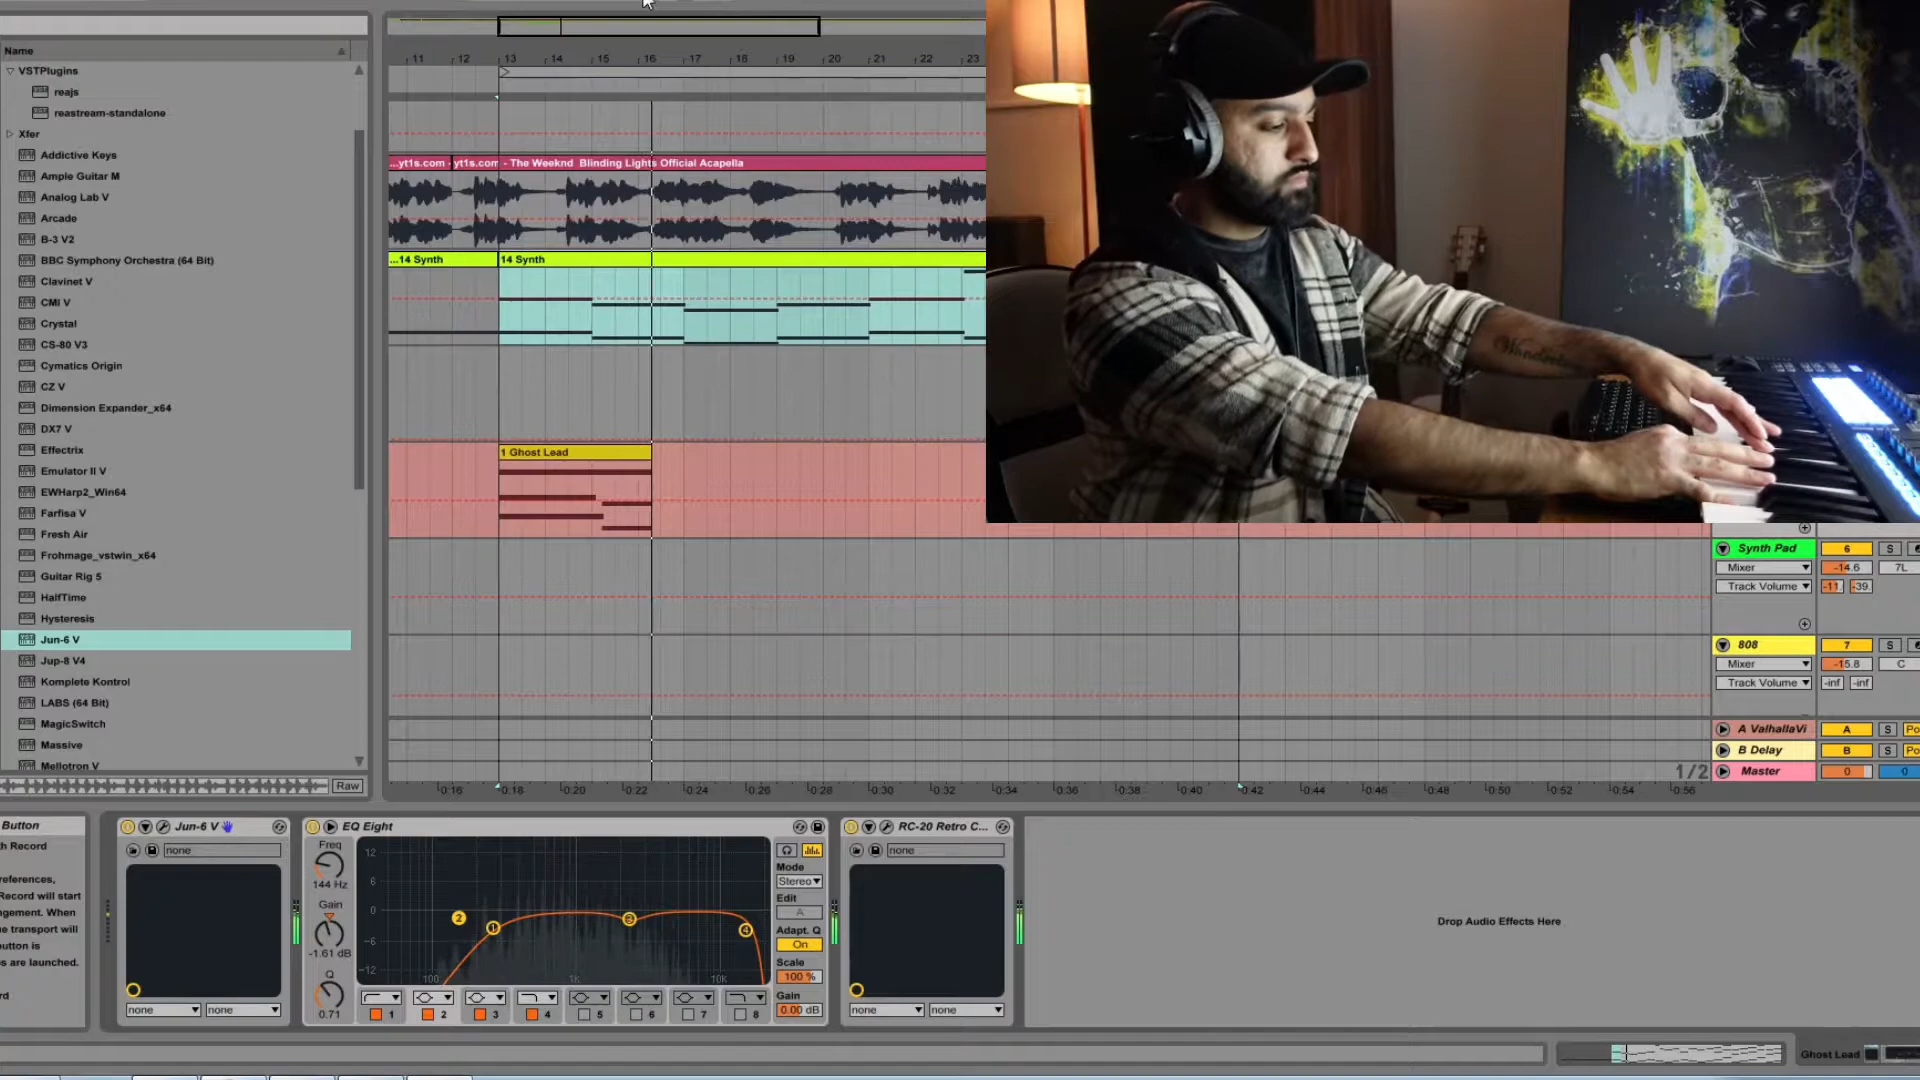 Name
VSTPlugins
reajs
reastream-standalone
Xfer
Addictive Keys
Ample Guitar M
Analog Lab V
Arcade
B-3 V2
BBC Symphony Orchestra (64 Bit)
Clavinet V
CMI V
Crystal
CS-80 V3
Cymatics Origin
CZ V
Dimension Expander_x64
DX7 V
Effectrix
Emulator II V
EWHarp2_Win64
Farfisa V
Fresh Air
Frohmage_vstwin_x64
Guitar Rig 5
HalfTime
Hysteresis
Jun-6 V
Jup-8 V4
Komplete Kontrol
LABS (64 Bit)
MagicSwitch
Massive
Mellotron V
Raw
11 12 13 14 15 16 17 18 19 20 21 22 23
...yt1s.com - yt1s.com - The Weeknd Blinding Lights Official Acapella
...14 Synth 14 Synth
1 Ghost Lead
Synth Pad 6 S
Mixer -14.6 7L
Track Volume -11 -39.
808 7 S
Mixer -15.8 C
Track Volume -inf -inf
A ValhallaVi A S Po
B Delay B S Po
1/2 Master 0 0
0:16 0:18 0:20 0:22 0:24 0:26 0:28 0:30 0:32 0:34 0:36 0:38 0:40 0:42 0:44 0:46 0:48 0:50 0:52 0:54 0:56
Button
th Record
references,
Record will start
ngement. When
e transport will
button is
s are launched.
rd
Jun-6 V
none
none none
EQ Eight
Freq
144 Hz
Gain
-1.61 dB
Q
0.71
12
6
0
-6
-12
100 1K 10K
2 1 3 4
1 2 3 4 5 6 7 8
Mode
Stereo
Edit
A
Adapt. Q
On
Scale
100 %
Gain
0.00 dB
RC-20 Retro C...
none
none none
Drop Audio Effects Here
Ghost Lead